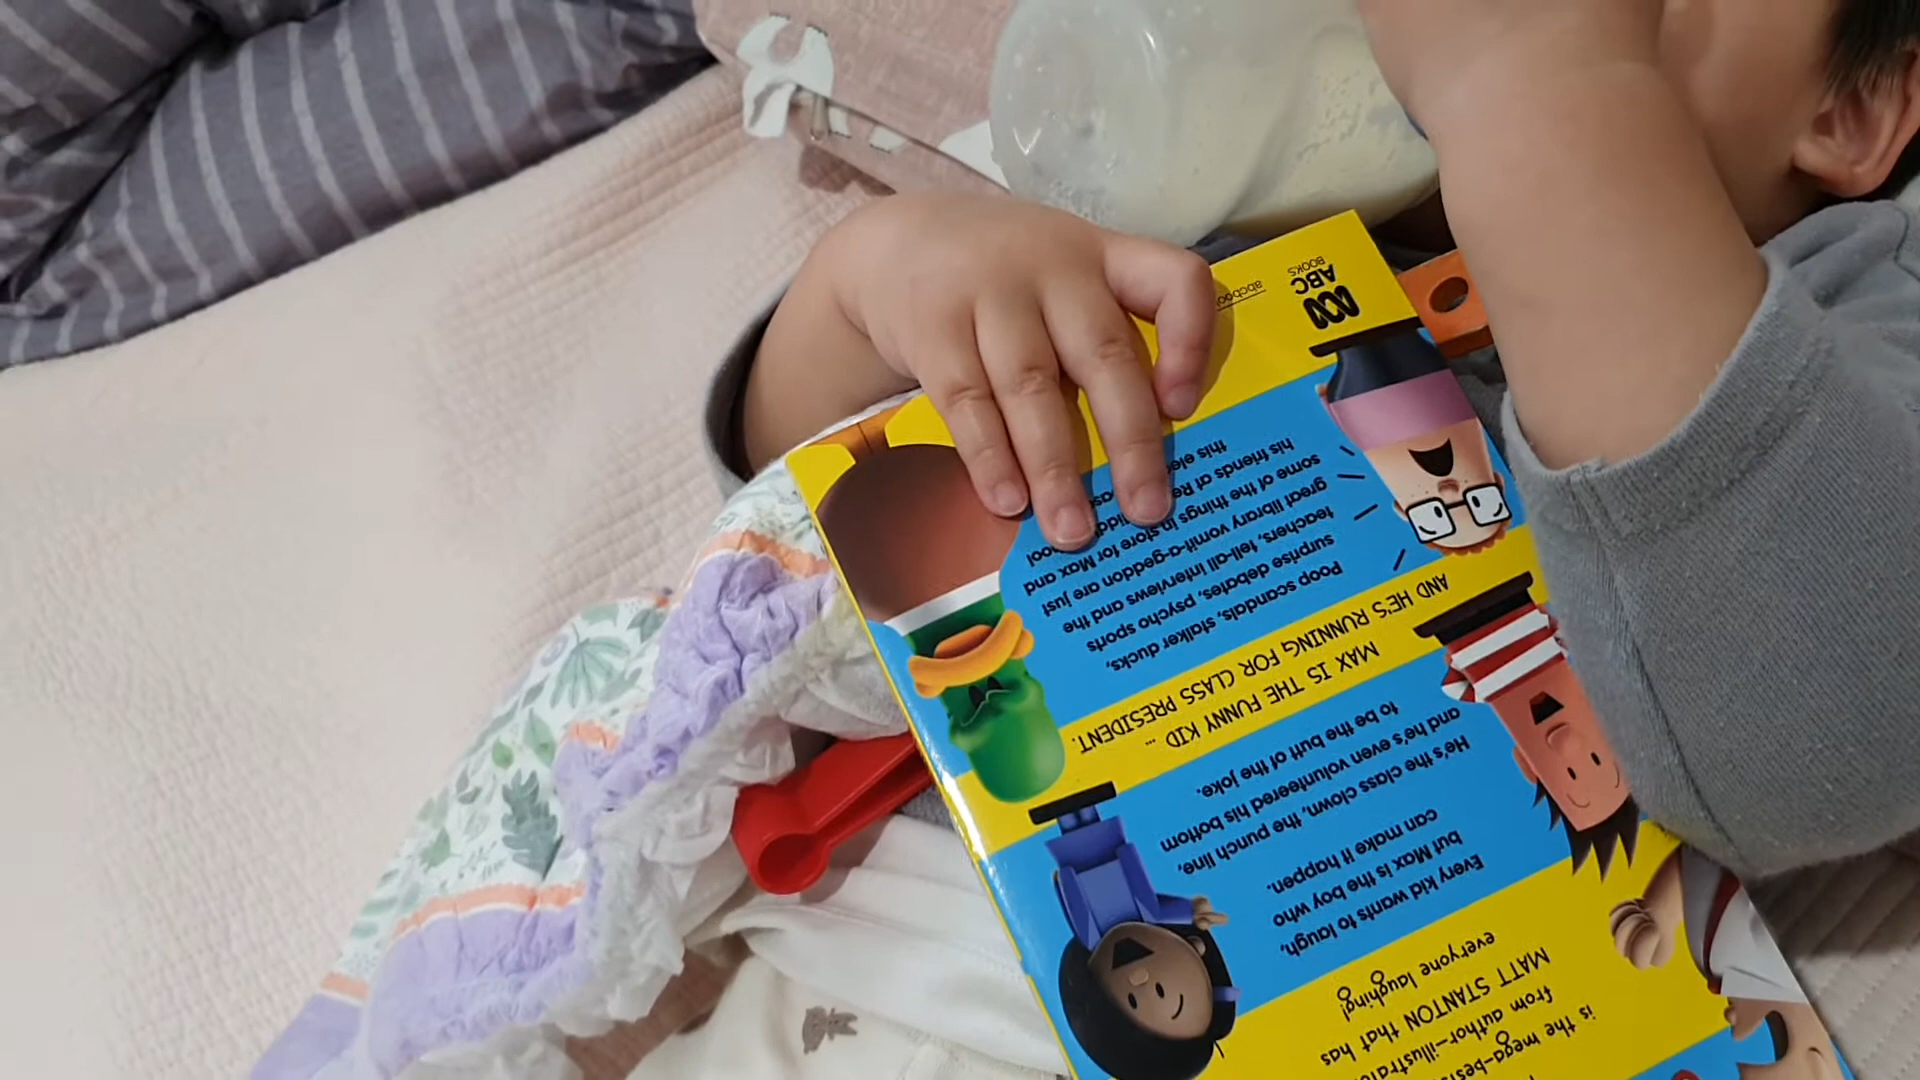 is the mega-bes
from author-illustrat
MATT STANTON that has
everyone laughing!
Every kid wants to laugh,
but Max is the boy who
can make it happen.
He's the class clown, the punch line,
and he's even volunteered his bottom
to be the butt of the joke.
MAX IS THE FUNNY KID ...
AND HE'S RUNNING FOR CLASS PRESIDENT.
Poop scandals, stalker ducks,
surprise debates, psycho sports
teachers, tell-all interviews and the
great library vomit-a-geddon are just
some of the things in store for Max and
his friends at Re
this ele
ABC
BOOKS
abcboo